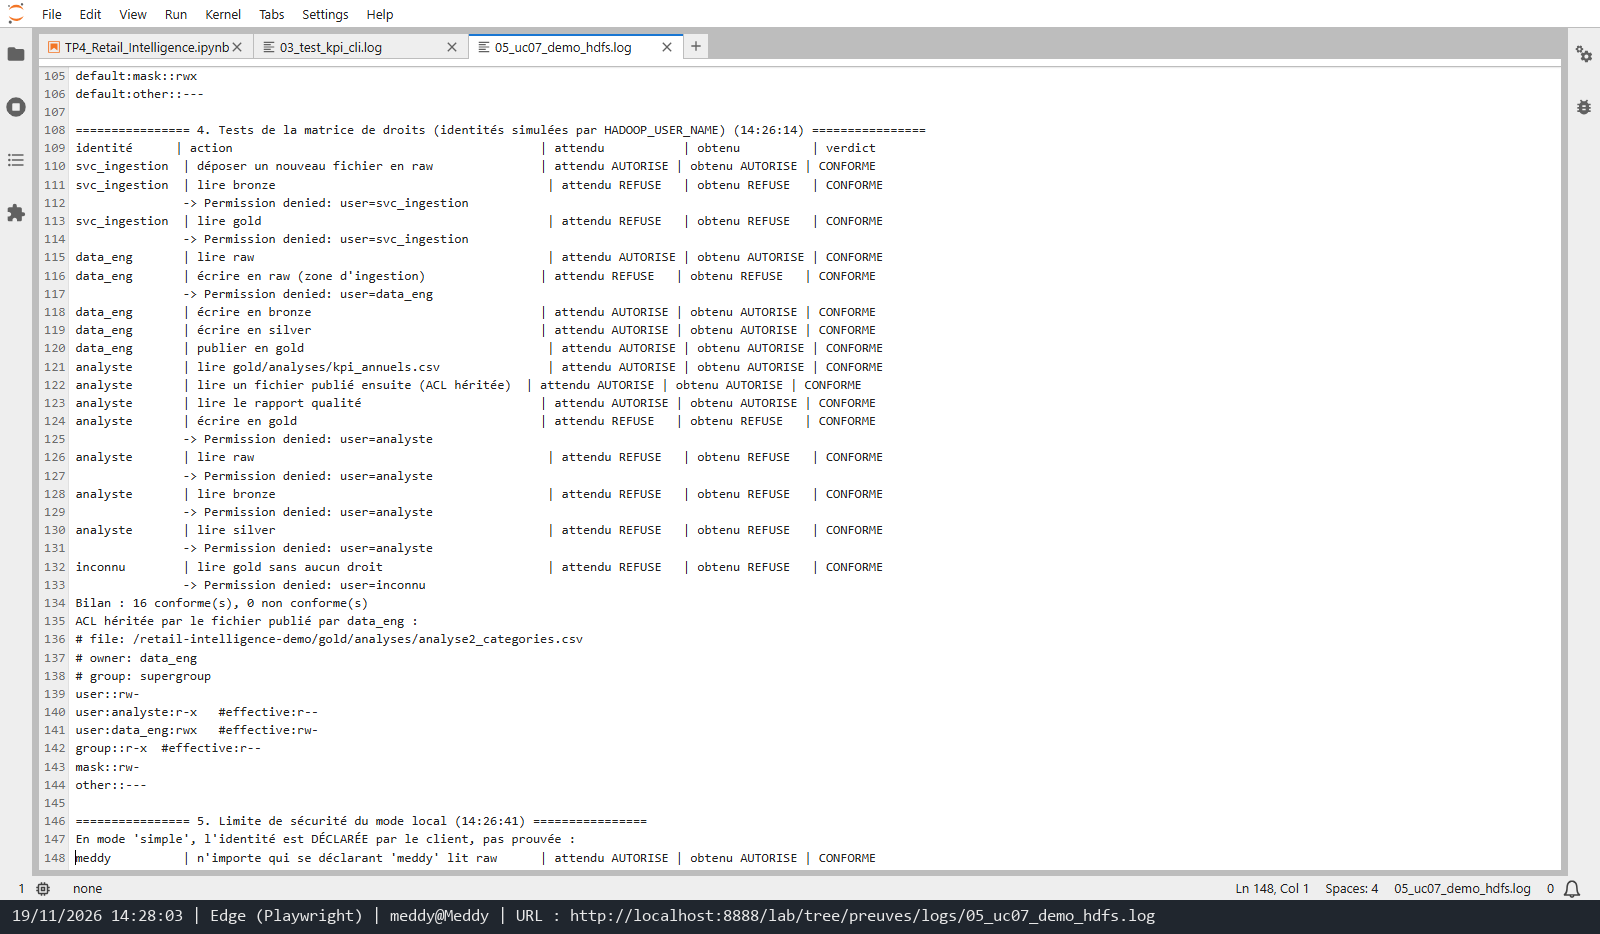 File Edit View Run Kernel Tabs Settings Help
TP4_Retail_Intelligence.ipynb 03_test_kpi_cli.log 05_uc07_demo_hdfs.log
105 default:mask::rwx
106 default:other::---
107
108 ================ 4. Tests de la matrice de droits (identités simulées par HADOOP_USER_NAME) (14:26:14) ================
109 identité | action | attendu | obtenu | verdict
110 svc_ingestion | déposer un nouveau fichier en raw | attendu AUTORISE | obtenu AUTORISE | CONFORME
111 svc_ingestion | lire bronze | attendu REFUSE | obtenu REFUSE | CONFORME
112 -> Permission denied: user=svc_ingestion
113 svc_ingestion | lire gold | attendu REFUSE | obtenu REFUSE | CONFORME
114 -> Permission denied: user=svc_ingestion
115 data_eng | lire raw | attendu AUTORISE | obtenu AUTORISE | CONFORME
116 data_eng | écrire en raw (zone d'ingestion) | attendu REFUSE | obtenu REFUSE | CONFORME
117 -> Permission denied: user=data_eng
118 data_eng | écrire en bronze | attendu AUTORISE | obtenu AUTORISE | CONFORME
119 data_eng | écrire en silver | attendu AUTORISE | obtenu AUTORISE | CONFORME
120 data_eng | publier en gold | attendu AUTORISE | obtenu AUTORISE | CONFORME
121 analyste | lire gold/analyses/kpi_annuels.csv | attendu AUTORISE | obtenu AUTORISE | CONFORME
122 analyste | lire un fichier publié ensuite (ACL héritée) | attendu AUTORISE | obtenu AUTORISE | CONFORME
123 analyste | lire le rapport qualité | attendu AUTORISE | obtenu AUTORISE | CONFORME
124 analyste | écrire en gold | attendu REFUSE | obtenu REFUSE | CONFORME
125 -> Permission denied: user=analyste
126 analyste | lire raw | attendu REFUSE | obtenu REFUSE | CONFORME
127 -> Permission denied: user=analyste
128 analyste | lire bronze | attendu REFUSE | obtenu REFUSE | CONFORME
129 -> Permission denied: user=analyste
130 analyste | lire silver | attendu REFUSE | obtenu REFUSE | CONFORME
131 -> Permission denied: user=analyste
132 inconnu | lire gold sans aucun droit | attendu REFUSE | obtenu REFUSE | CONFORME
133 -> Permission denied: user=inconnu
134 Bilan : 16 conforme(s), 0 non conforme(s)
135 ACL héritée par le fichier publié par data_eng :
136 # file: /retail-intelligence-demo/gold/analyses/analyse2_categories.csv
137 # owner: data_eng
138 # group: supergroup
139 user::rw-
140 user:analyste:r-x #effective:r--
141 user:data_eng:rwx #effective:rw-
142 group::r-x #effective:r--
143 mask::rw-
144 other::---
145
146 ================ 5. Limite de sécurité du mode local (14:26:41) ================
147 En mode 'simple', l'identité est DÉCLARÉE par le client, pas prouvée :
148 meddy | n'importe qui se déclarant 'meddy' lit raw | attendu AUTORISE | obtenu AUTORISE | CONFORME
1 none Ln 148, Col 1 Spaces: 4 05_uc07_demo_hdfs.log 0
19/11/2026 14:28:03 | Edge (Playwright) | meddy@Meddy | URL : http://localhost:8888/lab/tree/preuves/logs/05_uc07_demo_hdfs.log